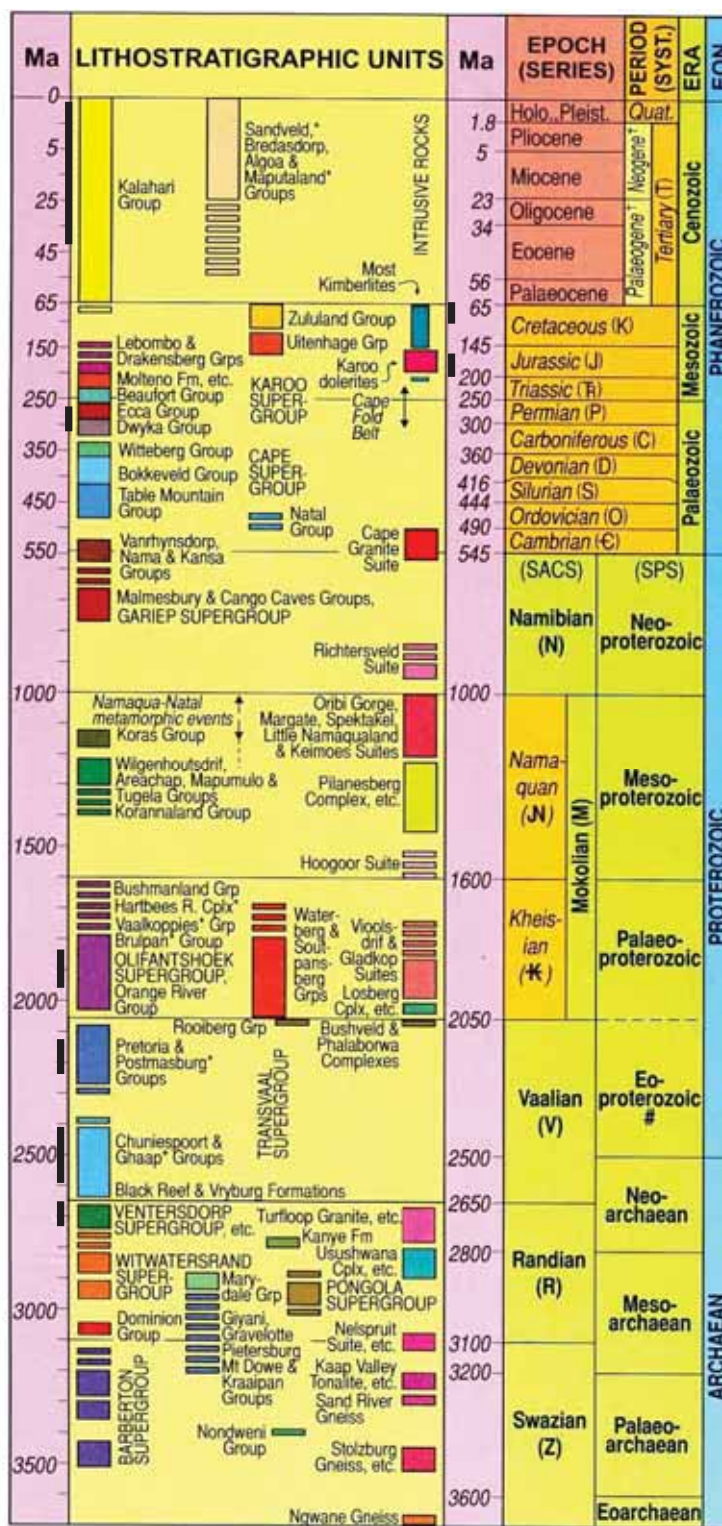 Ma
LITHOSTRATIGRAPHIC UNITS
Ma
EPOCH
(SERIES)
PERIOD
(SYST.)
ERA
EON
0
5
25
45
65
150
250
350
450
550
1000
1500
2000
2500
3000
3500
Kalahari
Group
Sandveld,*
Bredasdorp,
Algoa &
Maputaland*
Groups
INTRUSIVE ROCKS
Most
Kimberlites
Zululand Group
Uitenhage Grp
Lebombo &
Drakensberg Grps
Molteno Fm, etc.
Beaufort Group
Ecca Group
Dwyka Group
KAROO
SUPER-
GROUP
Karoo
dolerites
Cape
Fold
Belt
Witteberg Group
Bokkeveld Group
Table Mountain
Group
CAPE
SUPER-
GROUP
Natal
Group
Vanrhynsdorp,
Nama & Kansa
Groups
Cape
Granite
Suite
Malmesbury & Cango Caves Groups,
GARIEP SUPERGROUP
Richtersveld
Suite
Namaqua-Natal
metamorphic events
Koras Group
Oribi Gorge,
Margate, Spektakel,
Little Namaqualand
& Keimoes Suites
Wilgenhoutsdrif,
Areachap, Mapumulo &
Tugela Groups
Korannaland Group
Pilanesberg
Complex, etc.
Hoogoor Suite
Bushmanland Grp
Hartbees R. Cplx*
Vaalkoppies* Grp
Brulpan* Group
OLIFANTSHOEK
SUPERGROUP,
Orange River
Group
Water-
berg &
Sout-
pans-
berg
Grps
Viools-
drif &
Gladkop
Suites
Losberg
Cplx, etc.
Rooiberg Grp
Bushveld &
Phalaborwa
Complexes
Pretoria &
Postmasburg*
Groups
TRANSVAAL
SUPERGROUP
Chuniespoort &
Ghaap* Groups
Black Reef & Vryburg Formations
VENTERSDORP
SUPERGROUP, etc.
Turfloop Granite, etc.
Kanye Fm
WITWATERSRAND
SUPER-
GROUP
Usushwana
Cplx, etc.
Mary-
dale Grp
PONGOLA
SUPERGROUP
Dominion
Group
Giyani,
Gravelotte
Pietersburg
Mt Dowe &
Kraaipan
Groups
Nelspruit
Suite, etc.
Kaap Valley
Tonalite, etc.
Sand River
Gneiss
BARBERTON
SUPERGROUP
Nondweni
Group
Stolzburg
Gneiss, etc.
Ngwane Gneiss
1.8
5
23
34
56
65
145
200
250
300
360
416
444
490
545
1000
1600
2050
2500
2650
2800
3100
3200
3600
Holo., Pleist.
Quat.
Pliocene
Miocene
Oligocene
Eocene
Palaeocene
Neogene†
Palaeogene†
Tertiary (T)
Cenozoic
Cretaceous (K)
Jurassic (J)
Triassic (Ћ)
Mesozoic
Permian (P)
Carboniferous (C)
Devonian (D)
Silurian (S)
Ordovician (O)
Cambrian (Є)
Palaeozoic
PHANEROZOIC
(SACS)
(SPS)
Namibian
(N)
Neo-
proterozoic
Nama-
quan
(JN)
Mokolian (M)
Meso-
proterozoic
Kheis-
ian
(K)
Palaeo-
proterozoic
PROTEROZOIC
Vaalian
(V)
Eo-
proterozoic
#
Neo-
archaean
Randian
(R)
Meso-
archaean
Swazian
(Z)
Palaeo-
archaean
Eoarchaean
ARCHAEAN